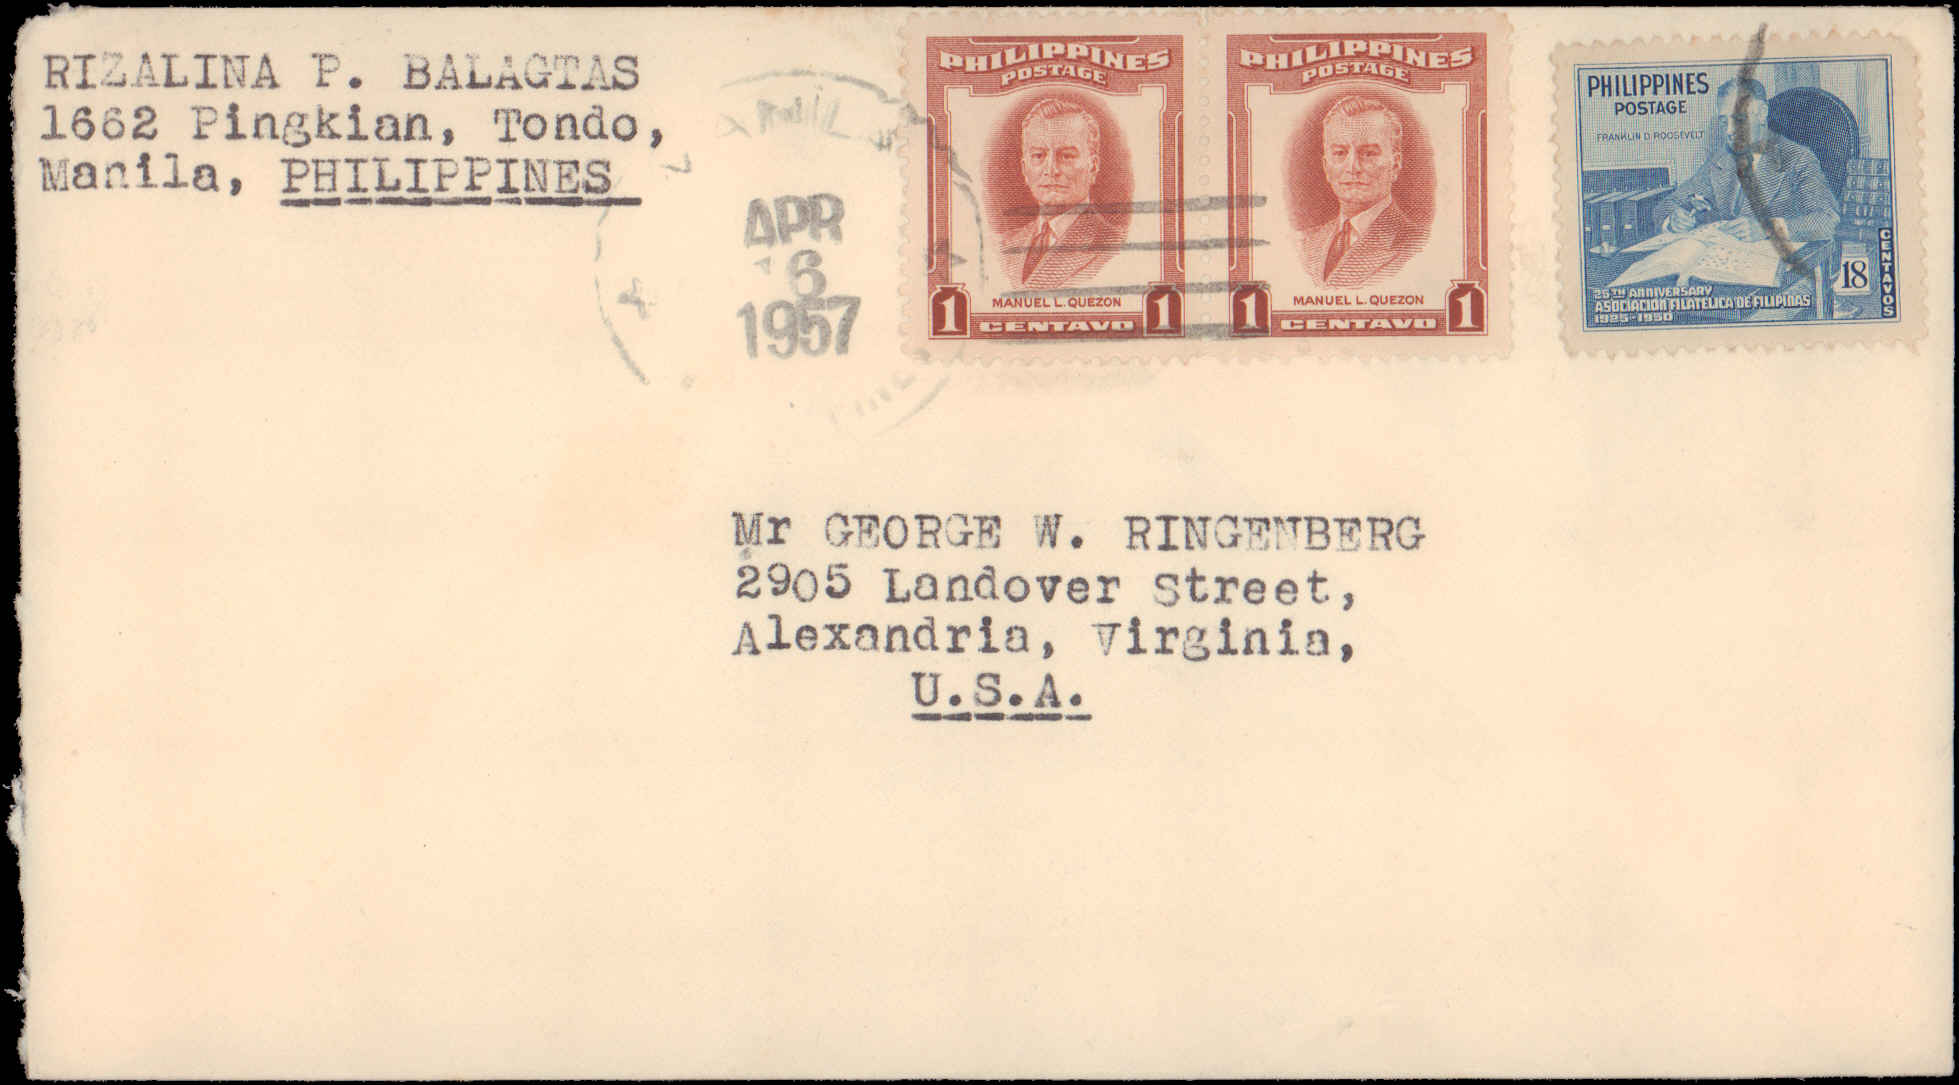 RIZALINA P. BALAGTAS
1662 Pingkian, Tondo,
Manila, PHILIPPINES
APR
6
1957
PHILIPPINES
POSTAGE
MANUEL L. QUEZON
1 CENTAVO 1
PHILIPPINES
POSTAGE
MANUEL L. QUEZON
1 CENTAVO 1
PHILIPPINES
POSTAGE
FRANKLIN D. ROOSEVELT
18
CENTAVOS
25TH ANNIVERSARY
ASOCIACION FILATELICA DE FILIPINAS
1925-1950
Mr GEORGE W. RINGENBERG
2905 Landover Street,
Alexandria, Virginia,
U.S.A.